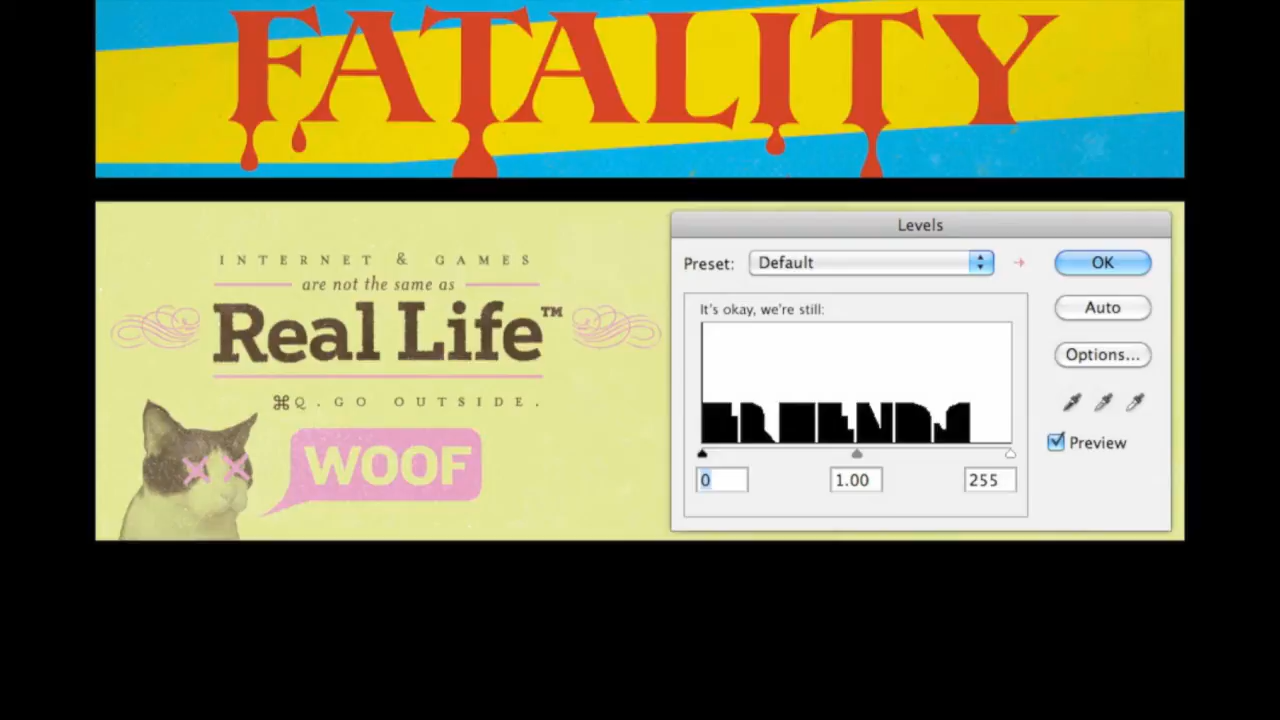 FATALITY
INTERNET & GAMES
are not the same as
Real Life™
⌘Q. GO OUTSIDE.
WOOF
Levels
Preset: Default
OK
It's okay, we're still:
FRIENDS
Auto
Options...
Preview
0 1.00 255